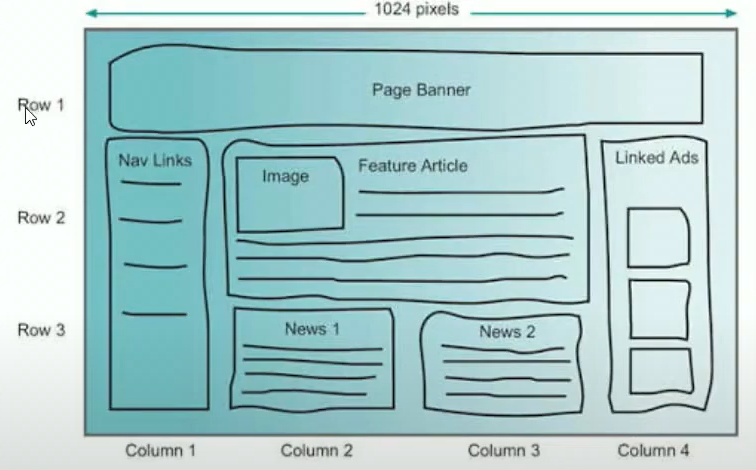 1024 pixels
Row 1
Page Banner
Nav Links
Image
Feature Article
Linked Ads
Row 2
Row 3
News 1
News 2
Column 1
Column 2
Column 3
Column 4